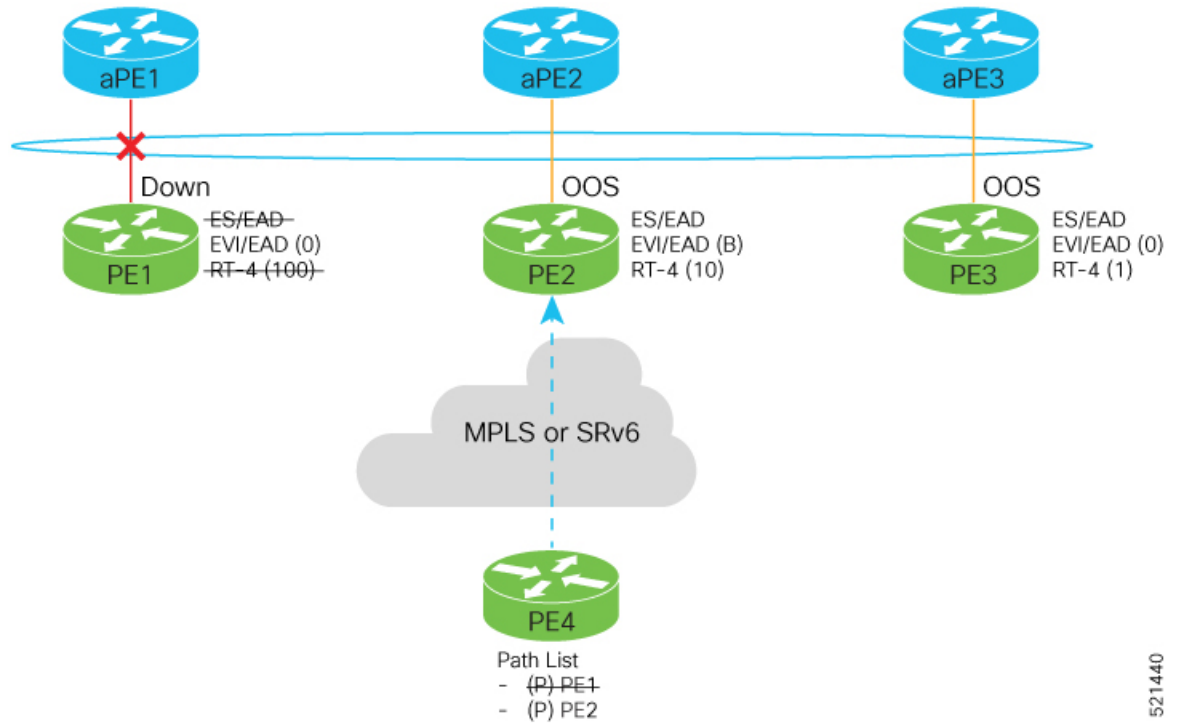 aPE1
aPE2
aPE3
Down
OOS
OOS
ES/EAD
EVI/EAD (0)
RT-4 (100)
ES/EAD
EVI/EAD (B)
RT-4 (10)
ES/EAD
EVI/EAD (0)
RT-4 (1)
PE1
PE2
PE3
MPLS or SRv6
PE4
Path List
- (P) PE1
- (P) PE2
521440